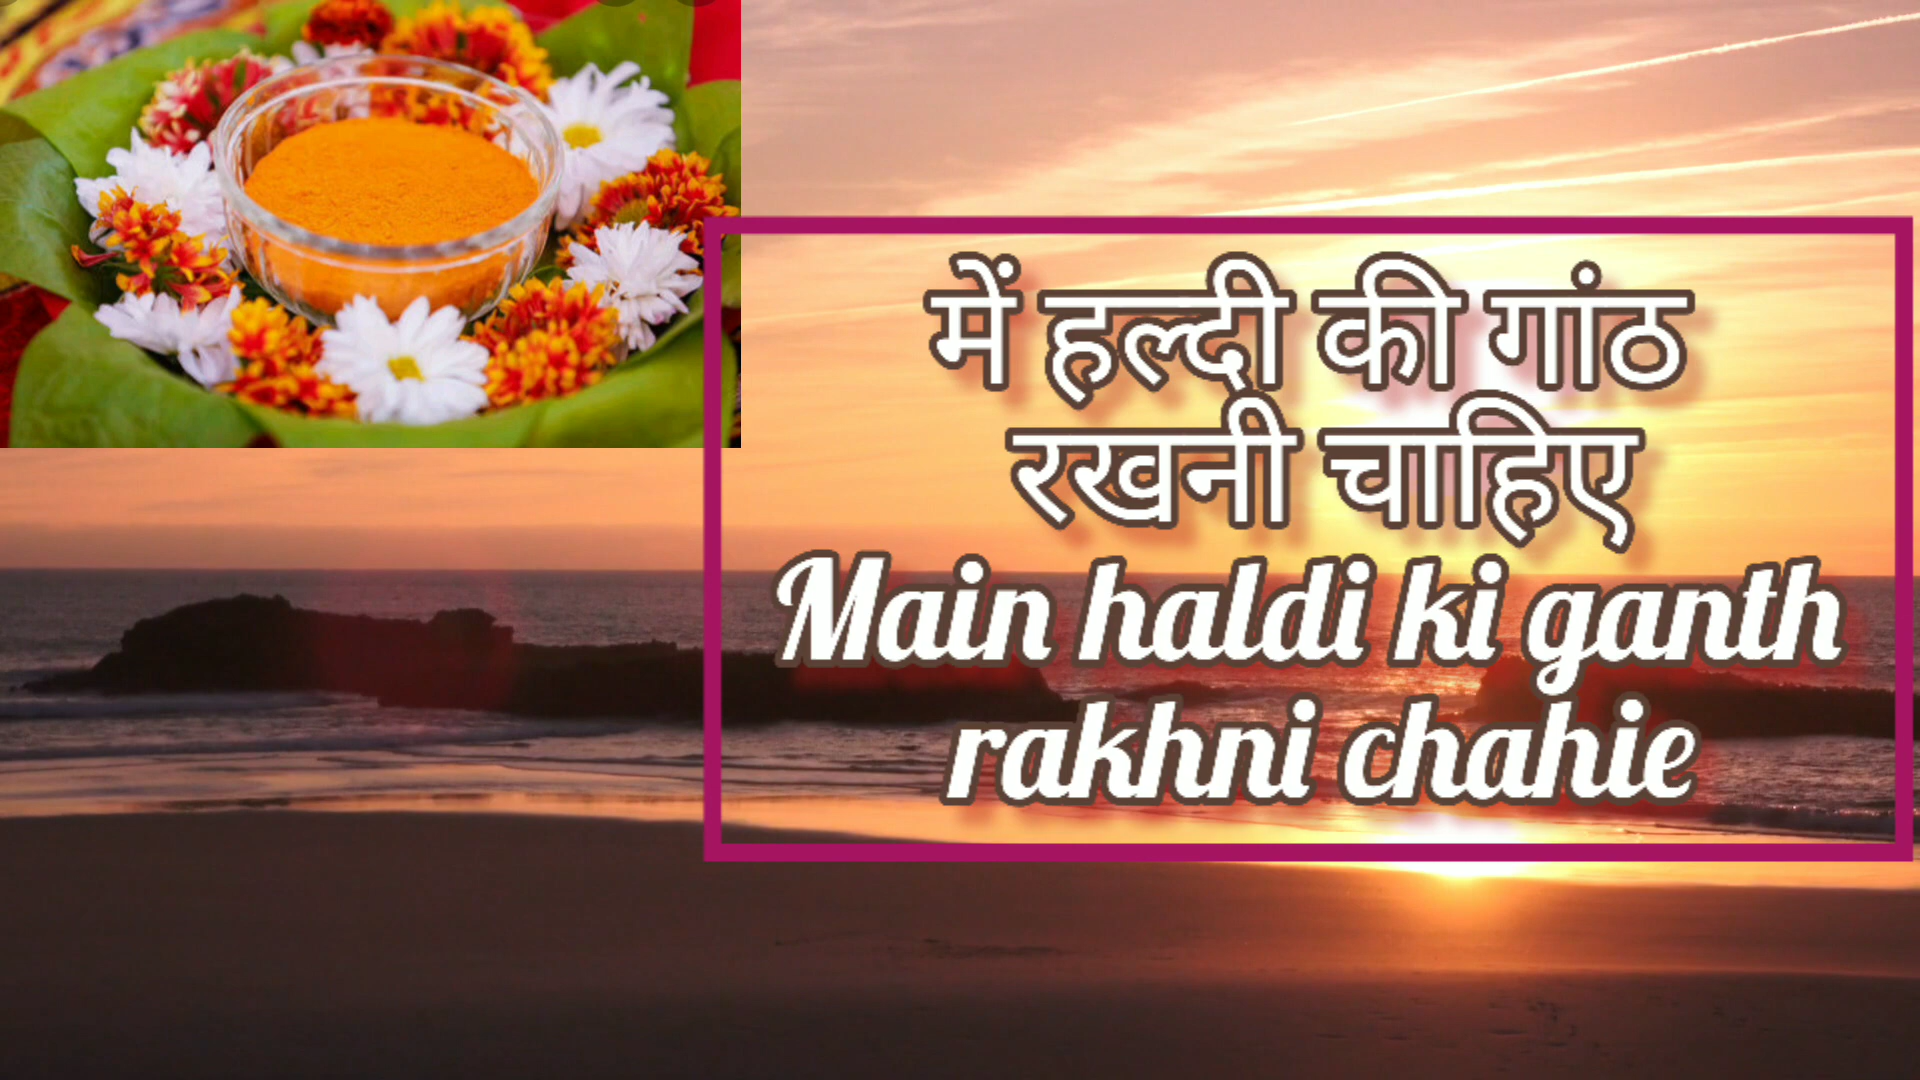 में हल्दी की गांठ
रखनी चाहिए
Main haldi ki ganth
rakhni chahie